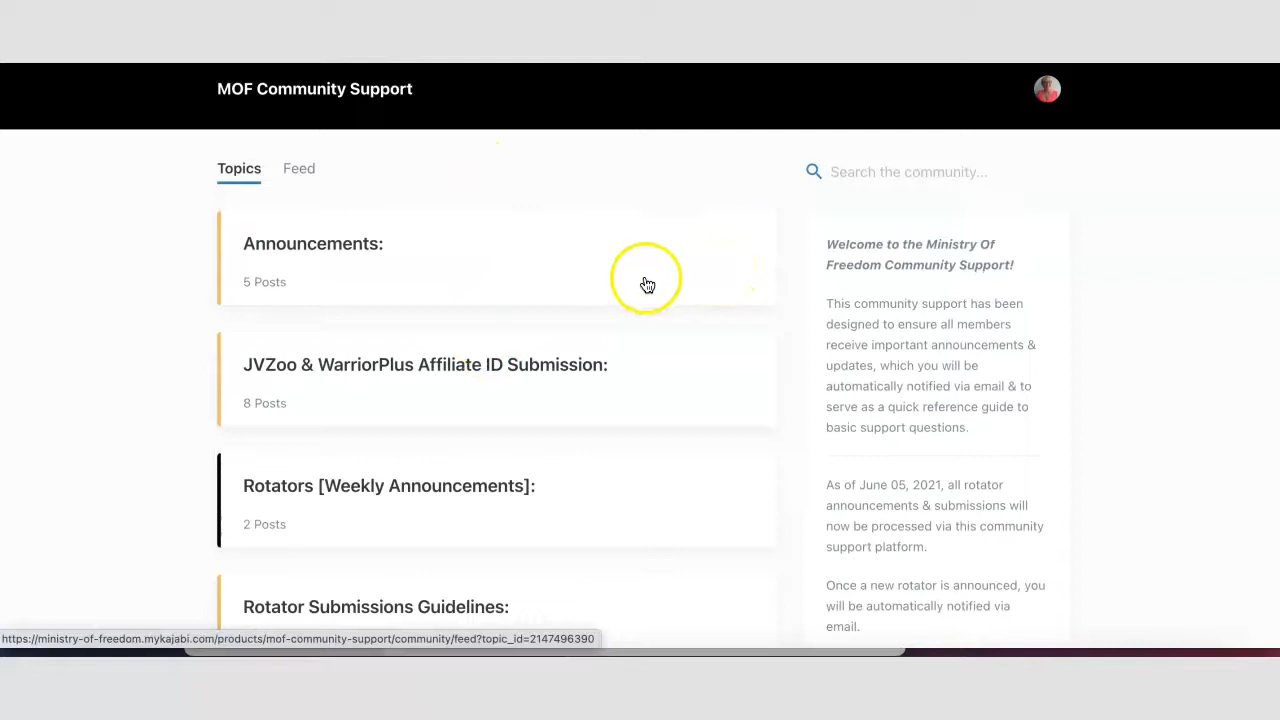 MOF Community Support
Topics
Feed
Search the community...
Announcements:
5 Posts
JVZoo & WarriorPlus Affiliate ID Submission:
8 Posts
Rotators [Weekly Announcements]:
2 Posts
Rotator Submissions Guidelines:
Welcome to the Ministry Of
Freedom Community Support!
This community support has been
designed to ensure all members
receive important announcements &
updates, which you will be
automatically notified via email & to
serve as a quick reference guide to
basic support questions.
As of June 05, 2021, all rotator
announcements & submissions will
now be processed via this community
support platform.
Once a new rotator is announced, you
will be automatically notified via
email.
https://ministry-of-freedom.mykajabi.com/products/mof-community-support/community/feed?topic_id=2147496390